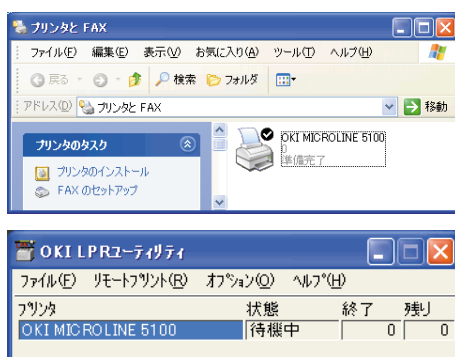 プリンタと FAX
ファイル(F) 編集(E) 表示(V) お気に入り(A) ツール(T) ヘルプ(H)
戻る 検索 フォルダ
アドレス(D) プリンタと FAX 移動
プリンタのタスク
プリンタのインストール
FAX のセットアップ
OKI MICROLINE 5100
0
準備完了
OKI LPRユーティリティ
ファイル(F) リモートプリント(R) オプション(O) ヘルプ(H)
プリンタ 状態 終了 残り
OKI MICROLINE 5100 待機中 0 0